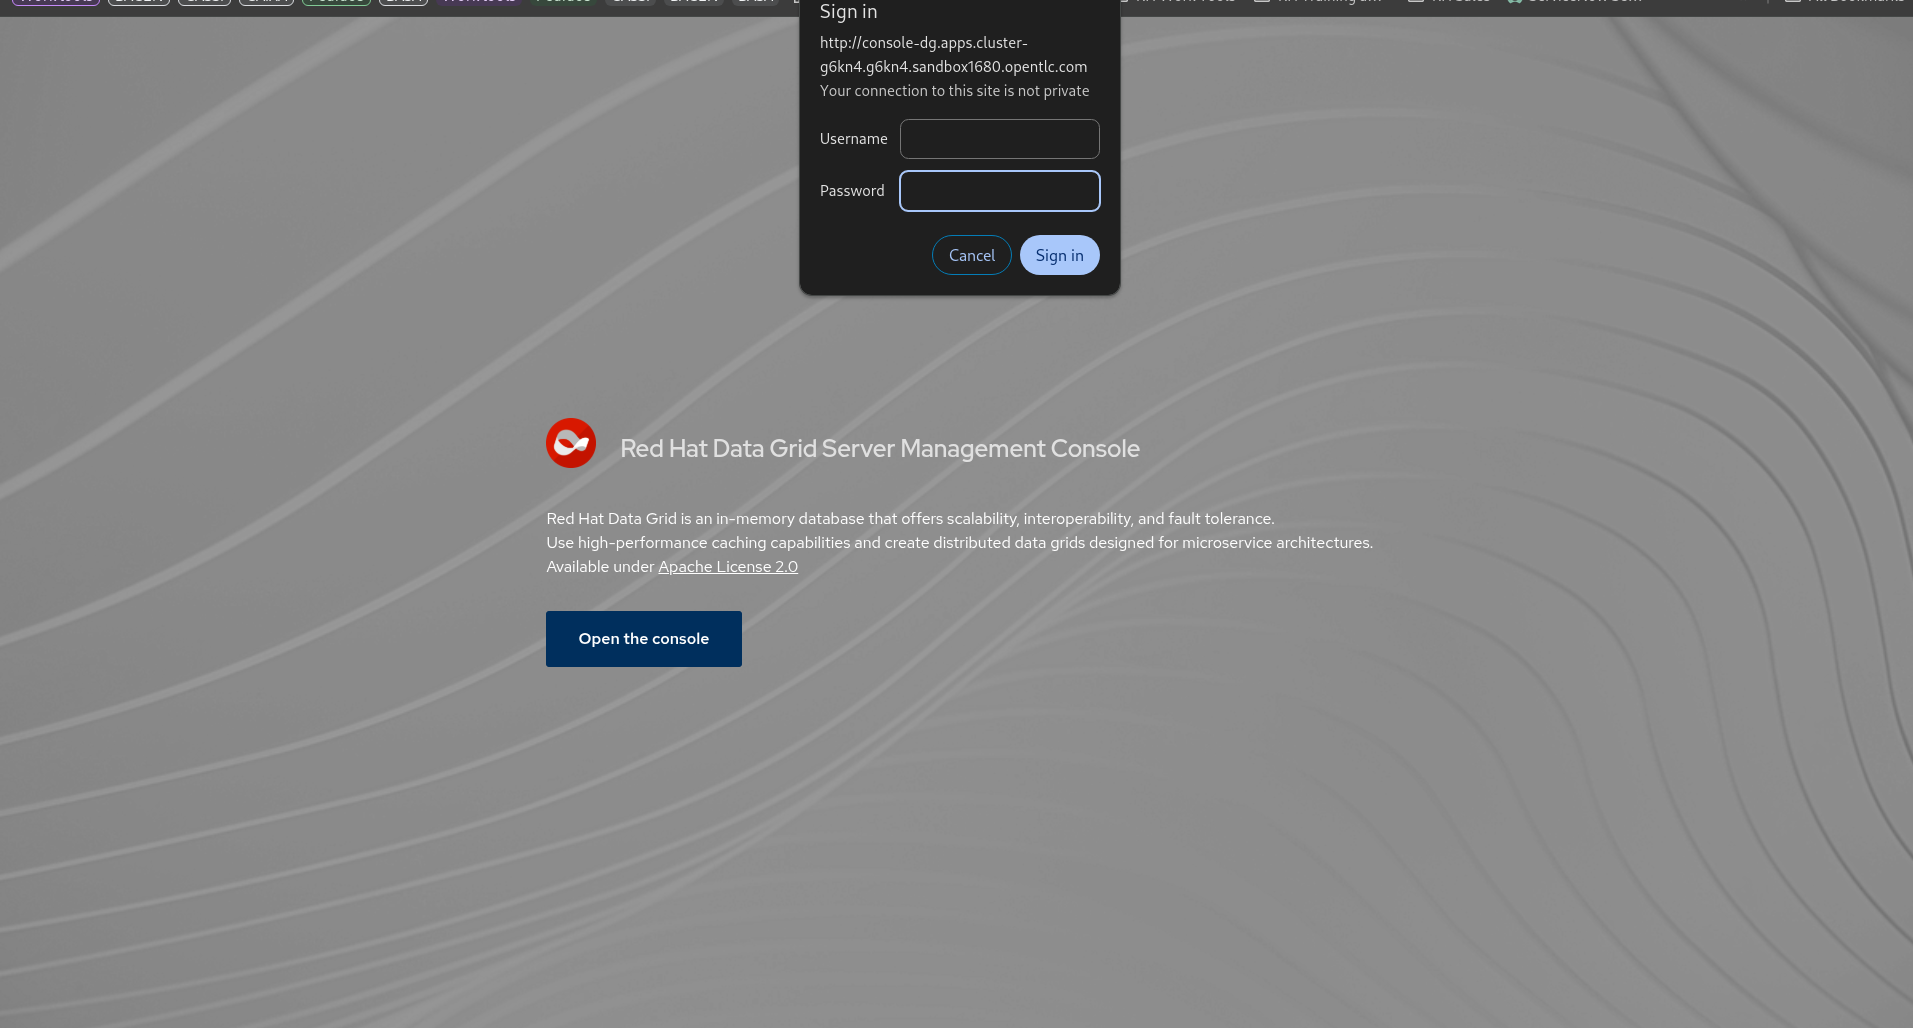 Sign in
http://console-dg.apps.cluster-
g6kn4.g6kn4.sandbox1680.opentlc.com
Your connection to this site is not private
Username
Password
Cancel
Sign in
Red Hat Data Grid Server Management Console
Red Hat Data Grid is an in-memory database that offers scalability, interoperability, and fault tolerance.
Use high-performance caching capabilities and create distributed data grids designed for microservice architectures.
Available under Apache License 2.0
Open the console